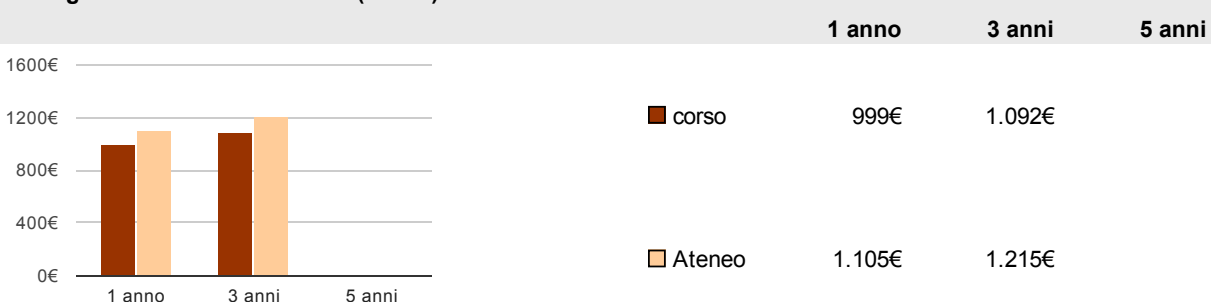 1 anno 3 anni 5 anni
1600€
1200€
800€
400€
0€
1 anno 3 anni 5 anni
corso 999€ 1.092€
Ateneo 1.105€ 1.215€